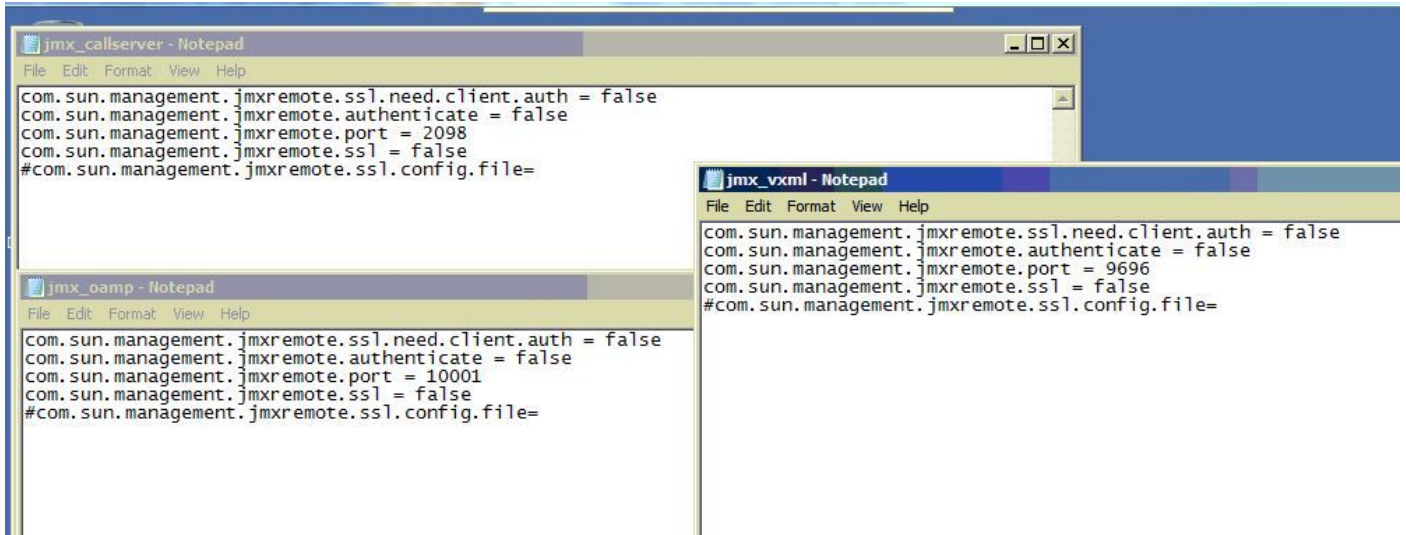 jmx_callserver - Notepad
File Edit Format View Help
com.sun.management.jmxremote.ssl.need.client.auth = false
com.sun.management.jmxremote.authenticate = false
com.sun.management.jmxremote.port = 2098
com.sun.management.jmxremote.ssl = false
#com.sun.management.jmxremote.ssl.config.file=
jmx_oamp - Notepad
File Edit Format View Help
com.sun.management.jmxremote.ssl.need.client.auth = false
com.sun.management.jmxremote.authenticate = false
com.sun.management.jmxremote.port = 10001
com.sun.management.jmxremote.ssl = false
#com.sun.management.jmxremote.ssl.config.file=
jmx_vxml - Notepad
File Edit Format View Help
com.sun.management.jmxremote.ssl.need.client.auth = false
com.sun.management.jmxremote.authenticate = false
com.sun.management.jmxremote.port = 9696
com.sun.management.jmxremote.ssl = false
#com.sun.management.jmxremote.ssl.config.file=